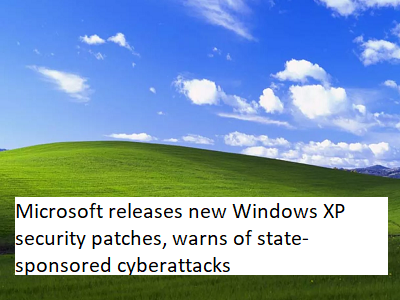 Microsoft releases new Windows XP
security patches, warns of state-
sponsored cyberattacks